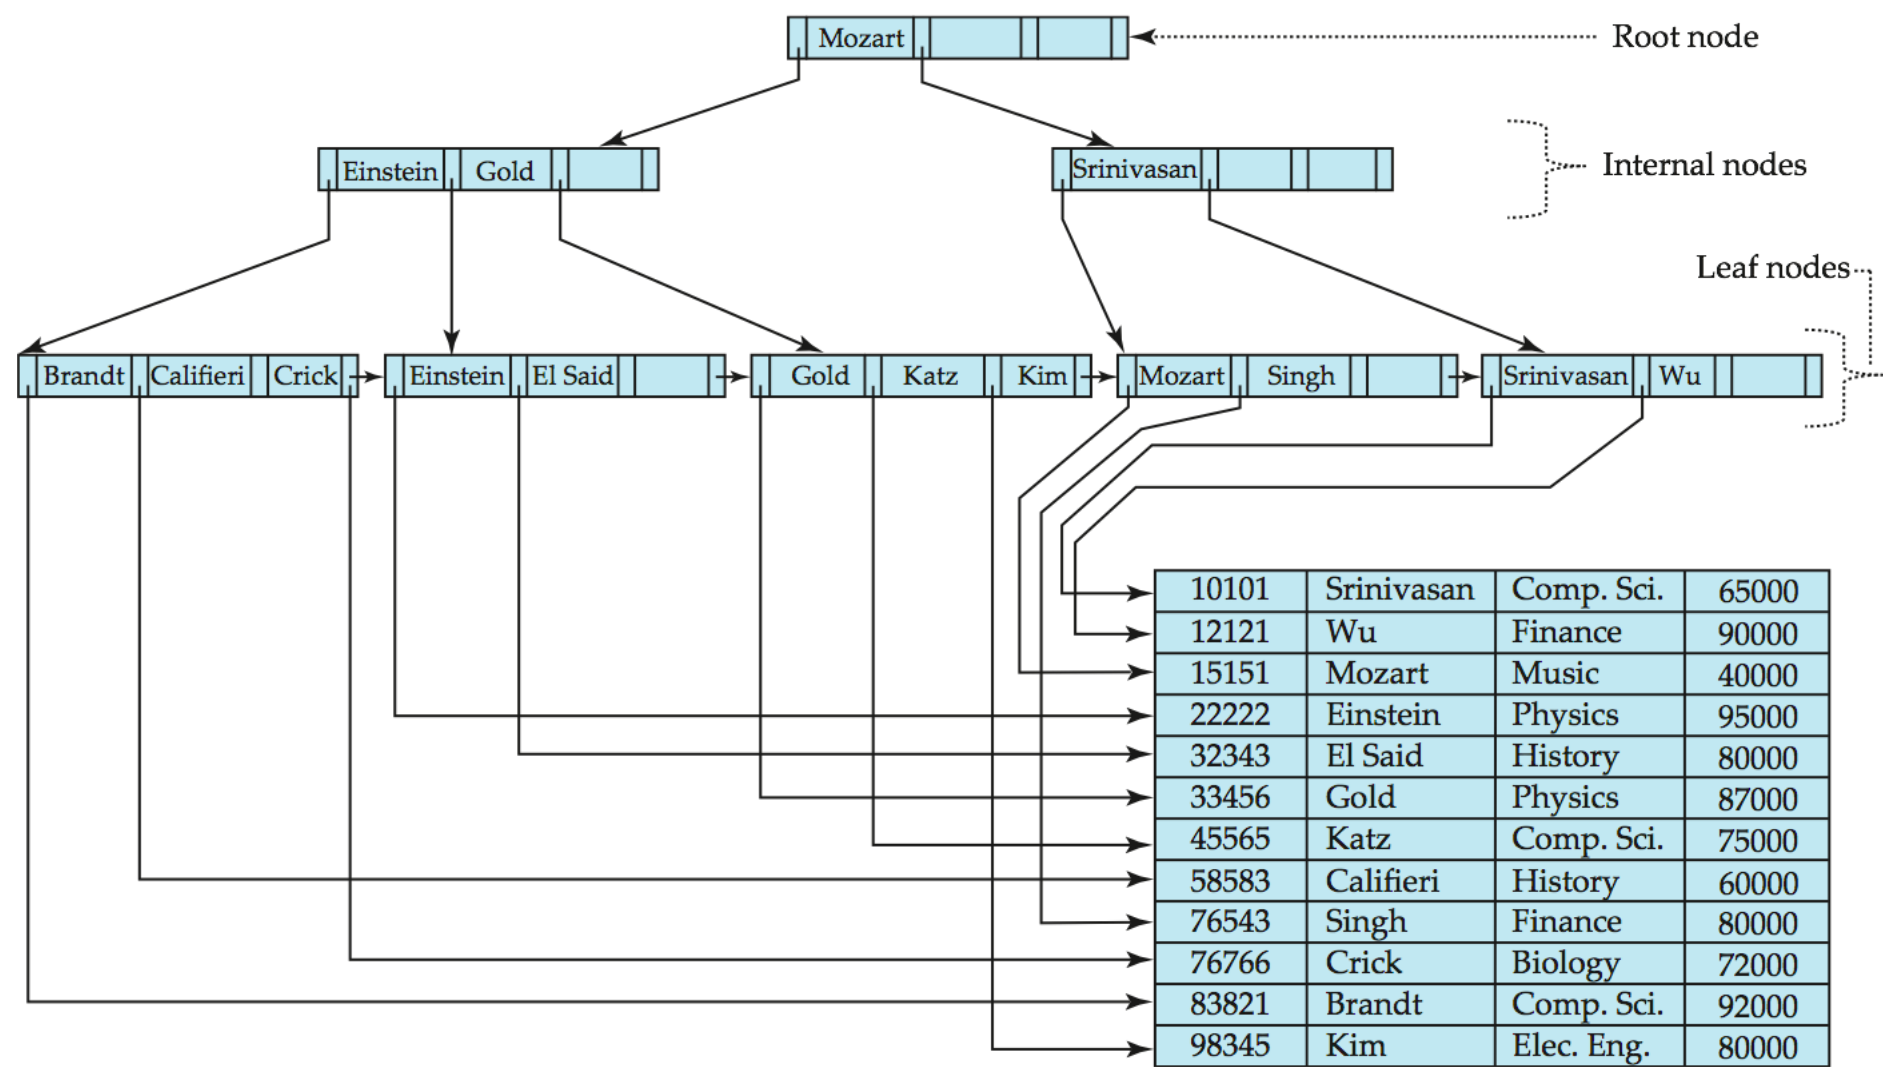 Mozart
Root node
Einstein Gold
Srinivasan
Internal nodes
Leaf nodes
Brandt Califieri Crick
Einstein El Said
Gold Katz Kim
Mozart Singh
Srinivasan Wu
10101 Srinivasan Comp. Sci. 65000
12121 Wu Finance 90000
15151 Mozart Music 40000
22222 Einstein Physics 95000
32343 El Said History 80000
33456 Gold Physics 87000
45565 Katz Comp. Sci. 75000
58583 Califieri History 60000
76543 Singh Finance 80000
76766 Crick Biology 72000
83821 Brandt Comp. Sci. 92000
98345 Kim Elec. Eng. 80000